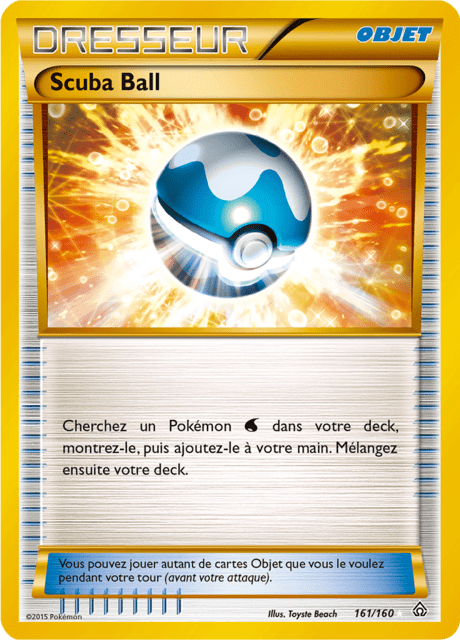 DRESSEUR
OBJET
Scuba Ball
Cherchez un Pokémon dans votre deck,
montrez-le, puis ajoutez-le à votre main. Mélangez
ensuite votre deck.
Vous pouvez jouer autant de cartes Objet que vous le voulez
pendant votre tour (avant votre attaque).
©2015 Pokémon
Illus. Toyste Beach
161/160